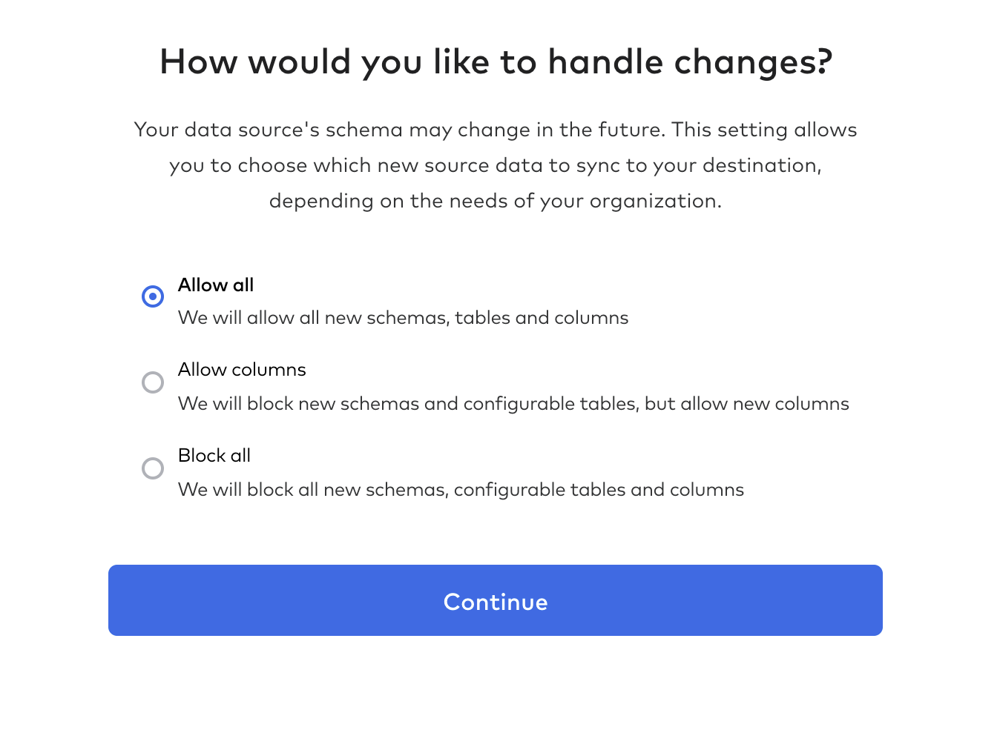 How would you like to handle changes?
Your data source's schema may change in the future. This setting allows
you to choose which new source data to sync to your destination,
depending on the needs of your organization.
Allow all
We will allow all new schemas, tables and columns
Allow columns
We will block new schemas and configurable tables, but allow new columns
Block all
We will block all new schemas, configurable tables and columns
Continue